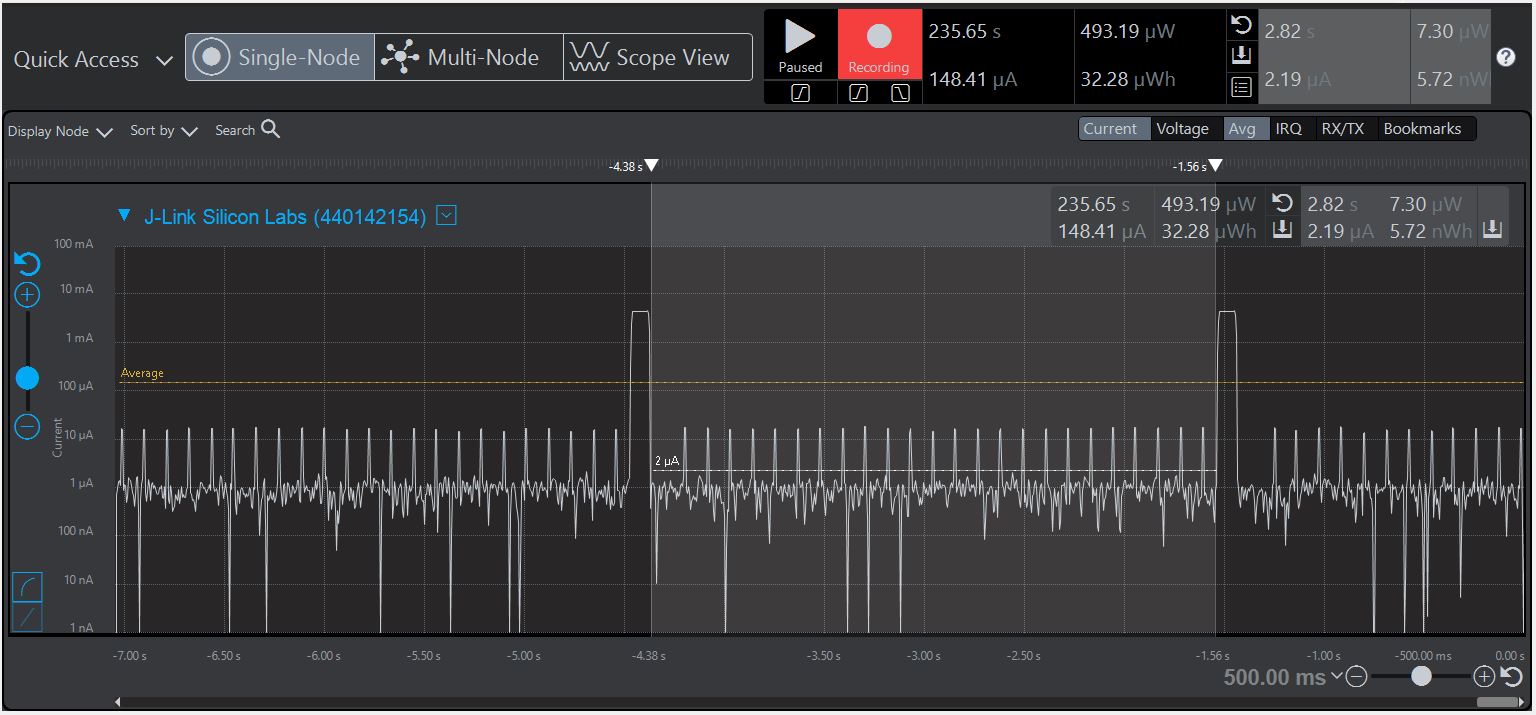 Quick Access Single-Node Multi-Node Scope View
Paused Recording
235.65 s 493.19 µW 2.82 s 7.30 µW
148.41 µA 32.28 µWh 2.19 µA 5.72 nW
?
Display Node Sort by Search Current Voltage Avg IRQ RX/TX Bookmarks
-4.38 s -1.56 s
J-Link Silicon Labs (440142154)
235.65 s 493.19 µW 2.82 s 7.30 µW
148.41 µA 32.28 µWh 2.19 µA 5.72 nWh
100 mA
10 mA
1 mA
Average
100 µA
Current
10 µA
2 µA
1 µA
100 nA
10 nA
1 nA
-7.00 s -6.50 s -6.00 s -5.50 s -5.00 s -4.38 s -3.50 s -3.00 s -2.50 s -1.56 s -1.00 s -500.00 ms 0.00 s
500.00 ms